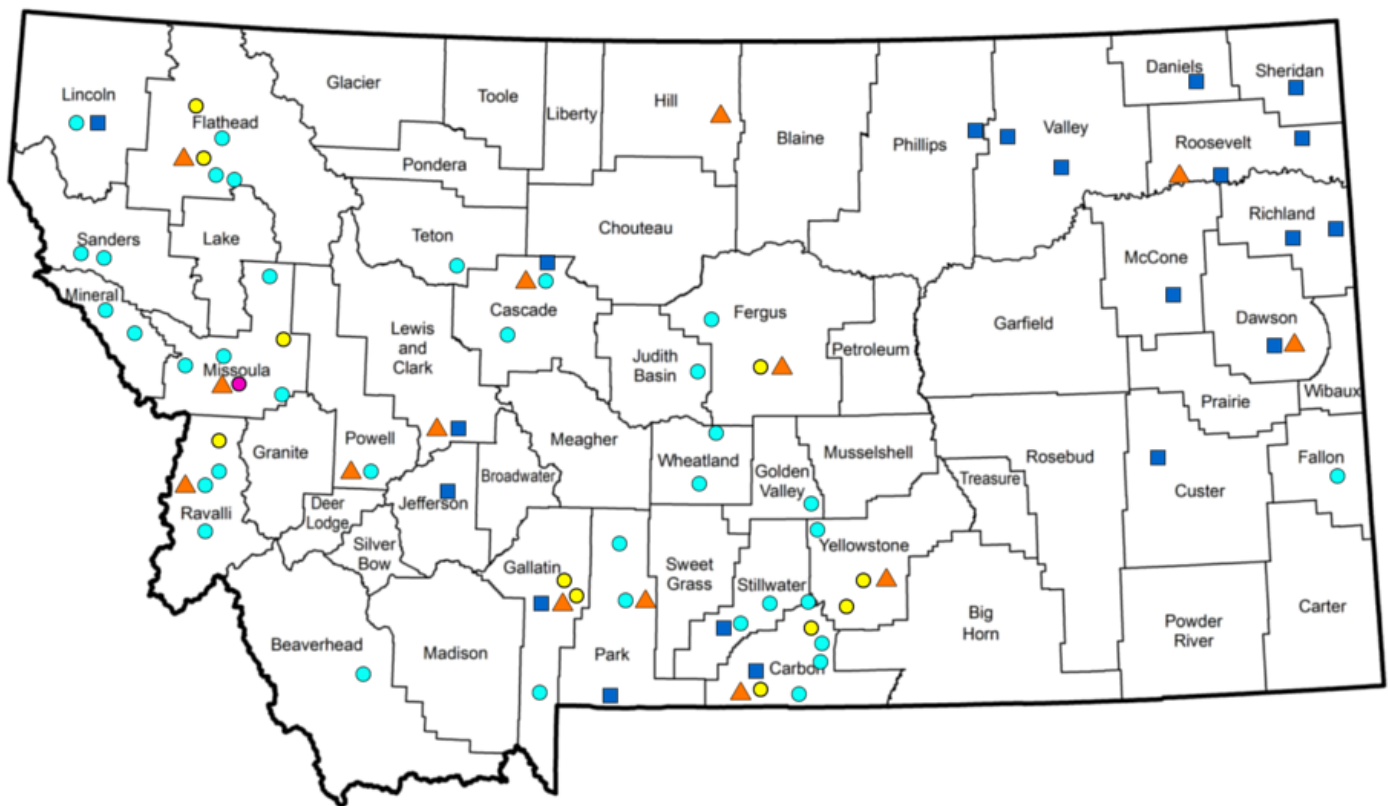 Daniels
Sheridan
Glacier
Lincoln
Toole
Hill
Liberty
Flathead
Blaine
Phillips
Valley
Roosevelt
Pondera
Richland
Chouteau
Teton
Sanders
Lake
McCone
Mineral
Cascade
Fergus
Garfield
Dawson
Lewis
and
Clark
Judith
Basin
Petroleum
Missoula
Wibaux
Prairie
Powell
Granite
Meagher
Musselshell
Rosebud
Fallon
Wheatland
Golden
Valley
Broadwater
Treasure
Custer
Jefferson
Ravalli
Deer
Lodge
Silver
Bow
Yellowstone
Gallatin
Sweet
Grass
Stillwater
Carter
Big
Horn
Powder
River
Beaverhead
Madison
Park
Carbon